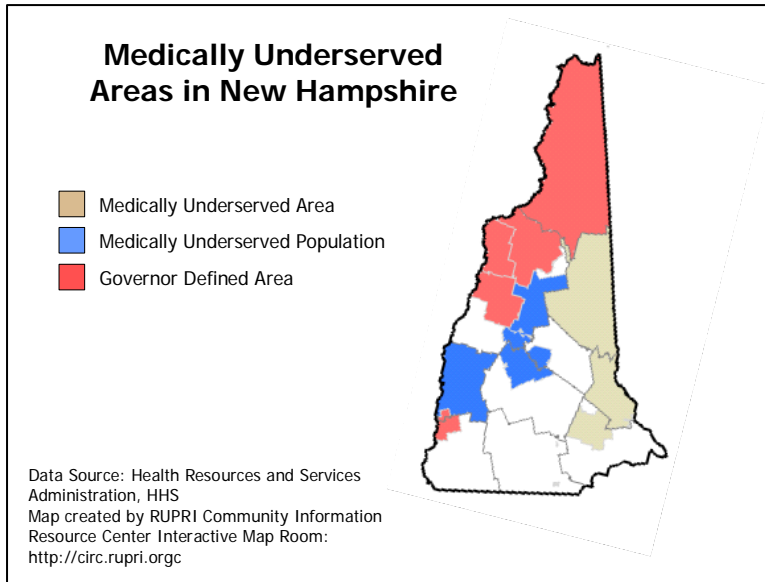 Medically Underserved
Areas in New Hampshire
Medically Underserved Area
Medically Underserved Population
Governor Defined Area
Data Source: Health Resources and Services
Administration, HHS
Map created by RUPRI Community Information
Resource Center Interactive Map Room:
http://circ.rupri.orgc